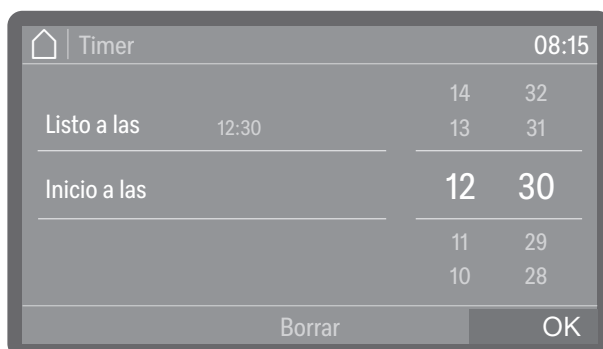 Timer 08:15
14 32
Listo a las 12:30 13 31
Inicio a las 12 30
11 29
10 28
Borrar OK